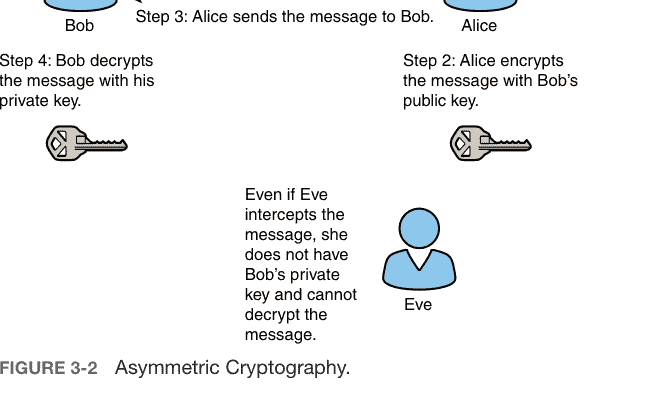 Step 3: Alice sends the message to Bob.
Bob
Alice
Step 4: Bob decrypts
the message with his
private key.
Step 2: Alice encrypts
the message with Bob's
public key.
Even if Eve
intercepts the
message, she
does not have
Bob's private
key and cannot
decrypt the
message.
Eve
FIGURE 3-2 Asymmetric Cryptography.